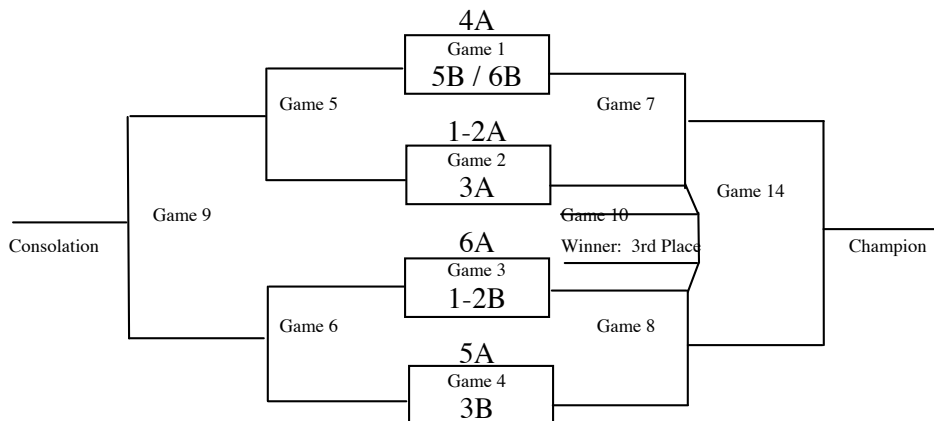 4A
Game 1
5B / 6B
Game 5
Game 7
1-2A
Game 2
3A
Game 14
Game 9
Game 10
Consolation
6A
Winner:  3rd Place
Champion
Game 3
1-2B
Game 6
Game 8
5A
Game 4
3B